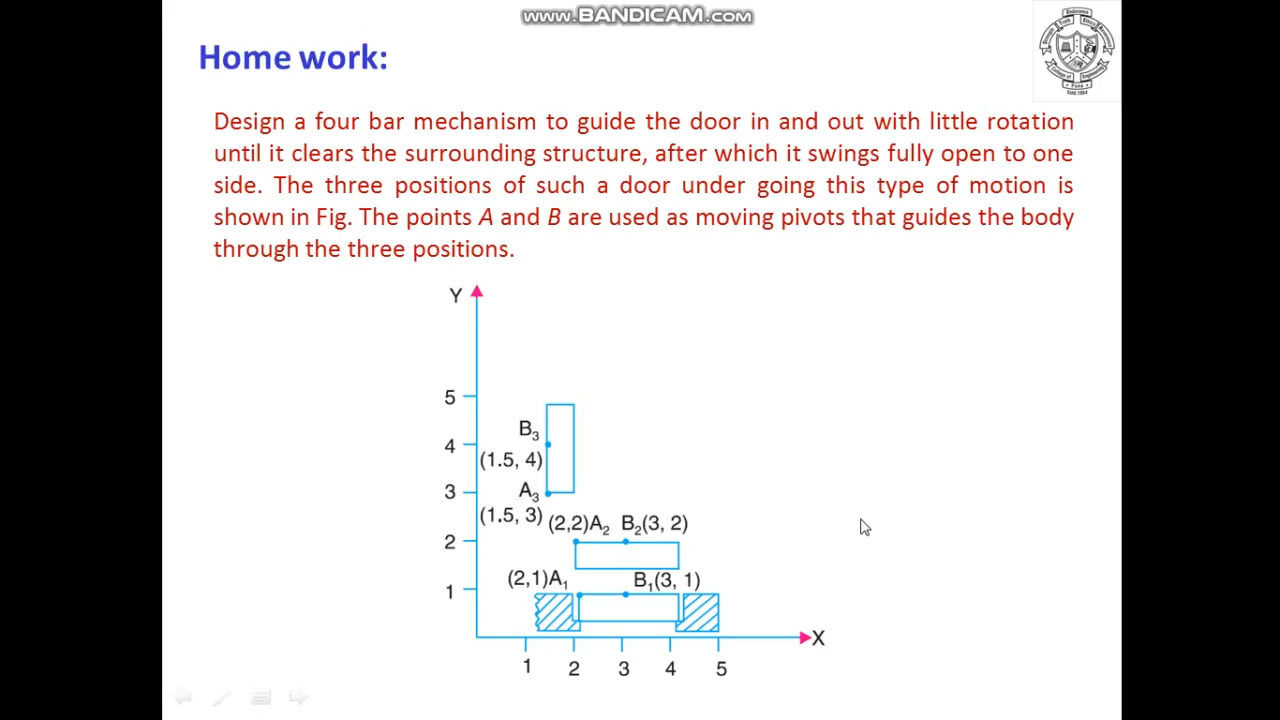 www.BANDICAM.com
Home work:
Design a four bar mechanism to guide the door in and out with little rotation
until it clears the surrounding structure, after which it swings fully open to one
side. The three positions of such a door under going this type of motion is
shown in Fig. The points A and B are used as moving pivots that guides the body
through the three positions.
Y
5
B3
4
(1.5, 4)
3
A3
(1.5, 3)
(2,2)A2 B2(3, 2)
2
(2,1)A1 B1(3, 1)
1
X
1 2 3 4 5